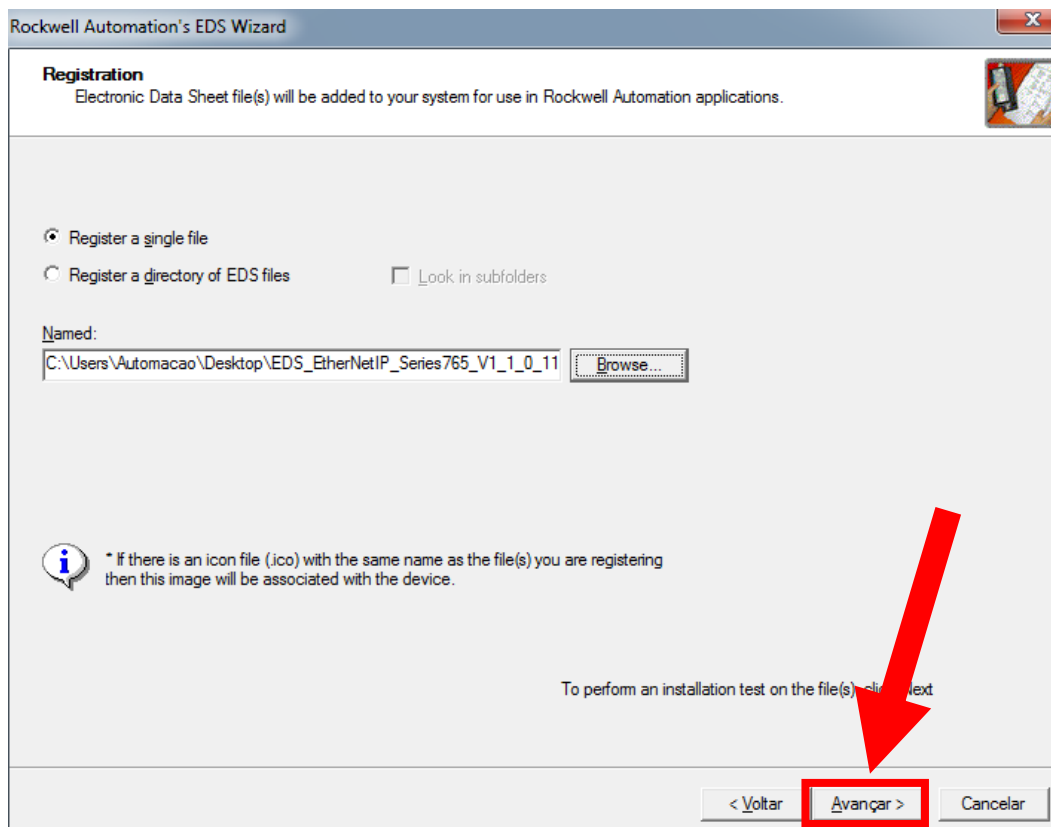 Rockwell Automation's EDS Wizard
Registration
Electronic Data Sheet file(s) will be added to your system for use in Rockwell Automation applications.
Register a single file
Register a directory of EDS files
Look in subfolders
Named:
C:\Users\Automacao\Desktop\EDS_EtherNetIP_Series765_V1_1_0_11
Browse...
* If there is an icon file (.ico) with the same name as the file(s) you are registering
then this image will be associated with the device.
To perform an installation test on the file(s), click Next
< Voltar
Avançar >
Cancelar